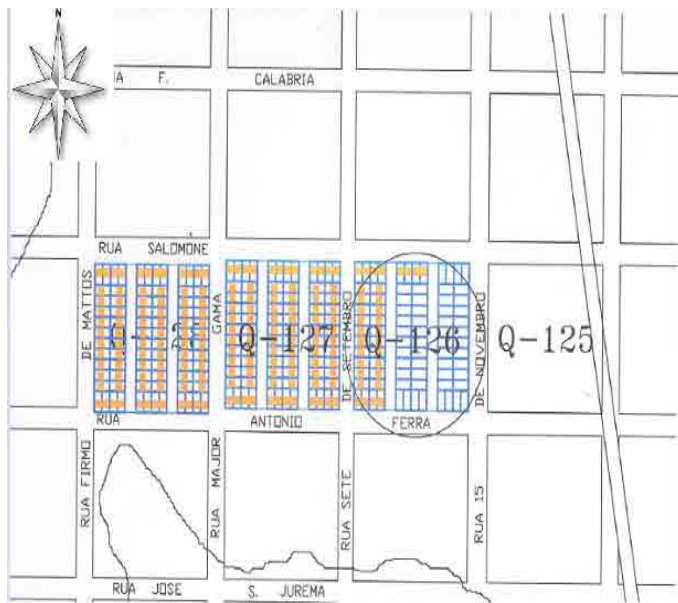 N
A F. CALABRIA
RUA SALOMONE
DE MATTOS
GAMA
DE SETEMBRO
DE NOVEMBRO
Q-127
Q-126
Q-125
RUA ANTONIO FERRA
RUA FIRMO
RUA MAJOR
RUA SETE
RUA 15
RUA JOSE S. JUREMA